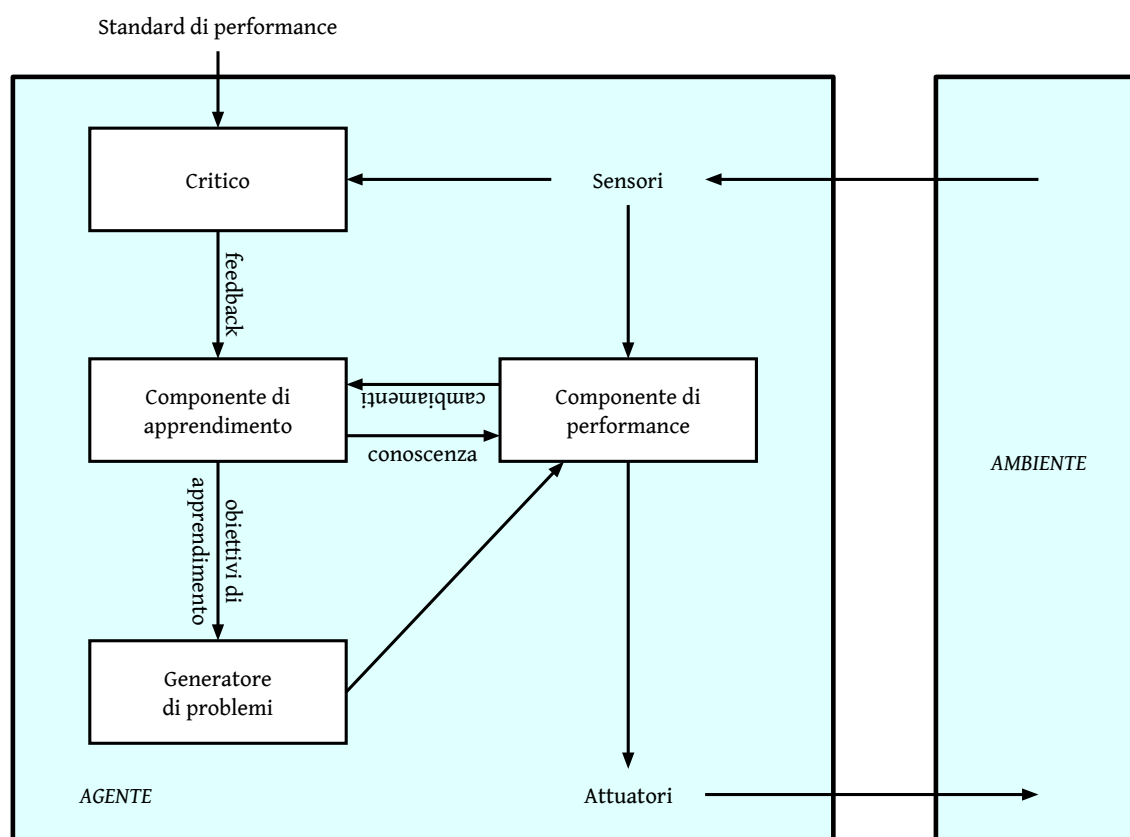 Standard di performance
Critico
Sensori
feedback
Componente di
apprendimento
cambiamenti
conoscenza
Componente di
performance
AMBIENTE
obiettivi di
apprendimento
Generatore
di problemi
AGENTE
Attuatori